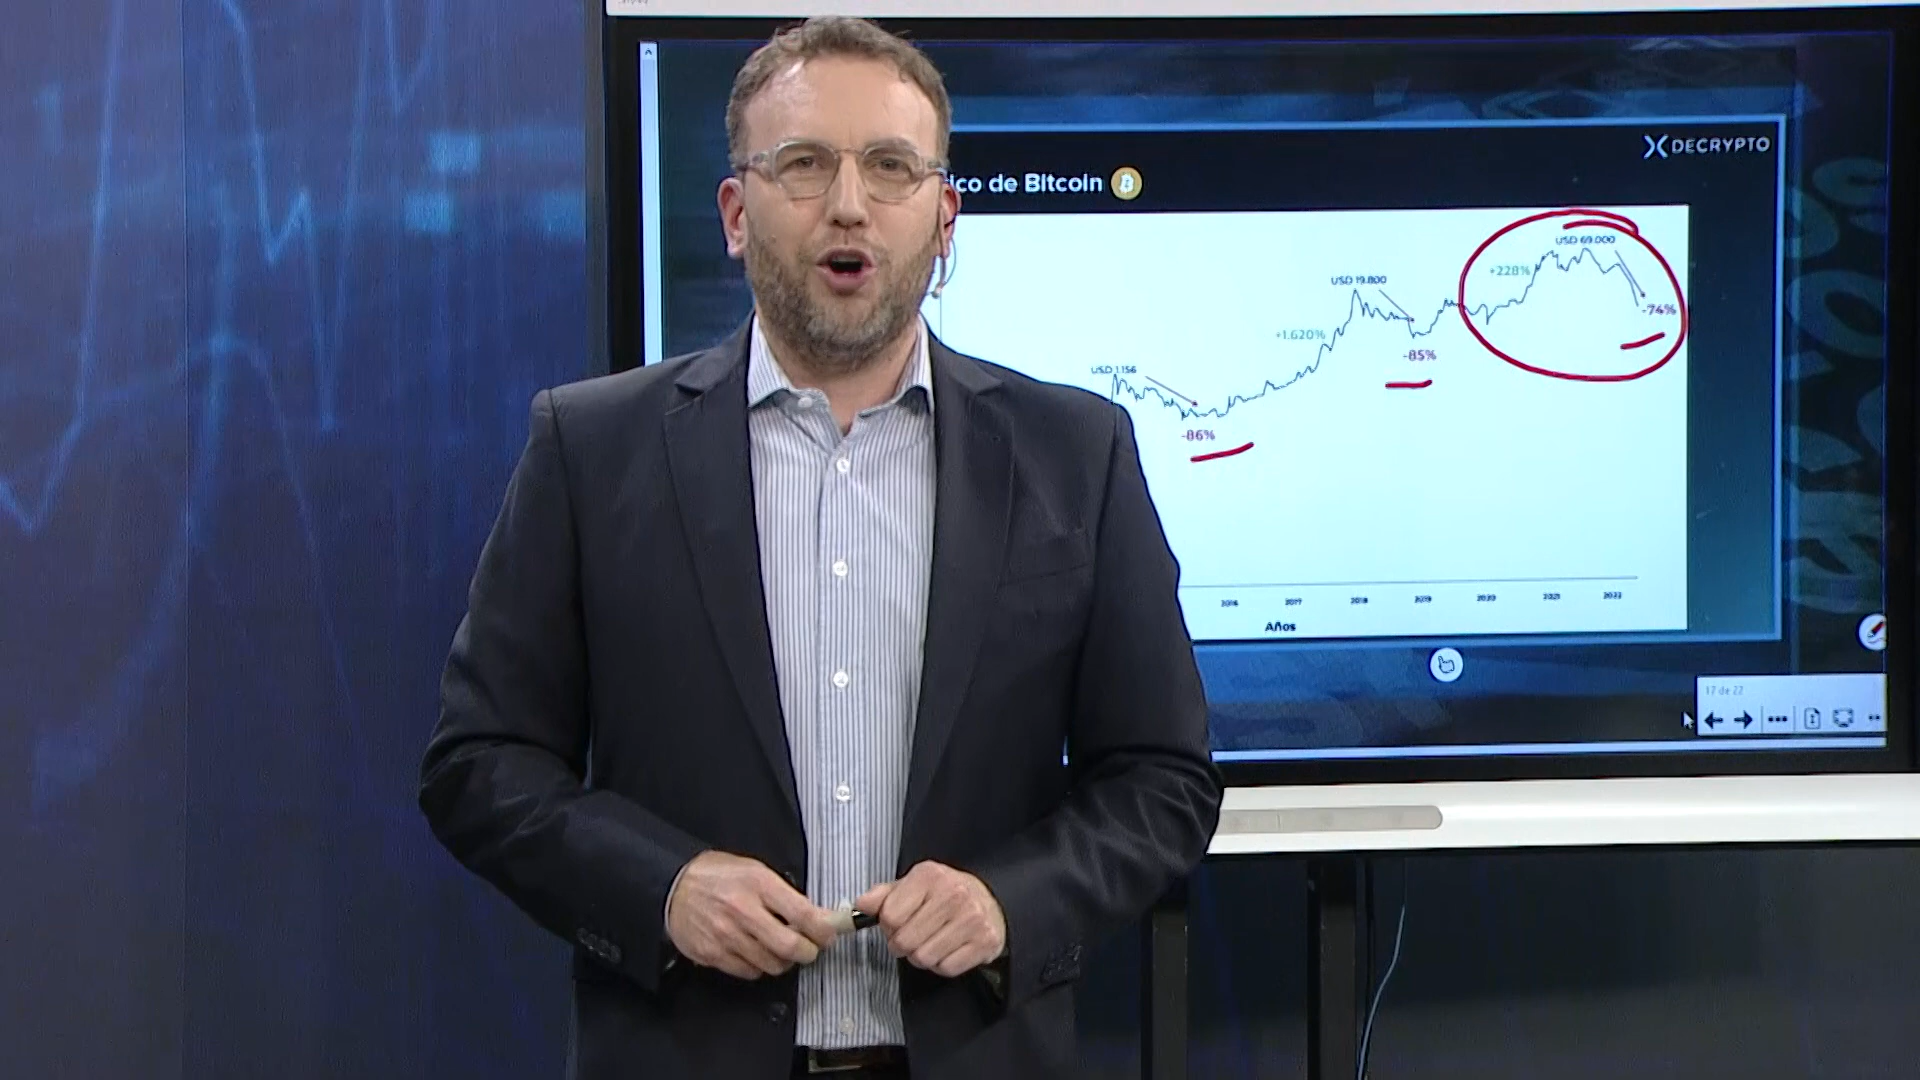 DECRYPTO
ico de Bitcoin
USD 69.000
+228%
USD 19.800
-74%
+1.620%
-85%
USD 1.156
-86%
2016 2017 2018 2019 2020 2021 2022
Años
17 de 22